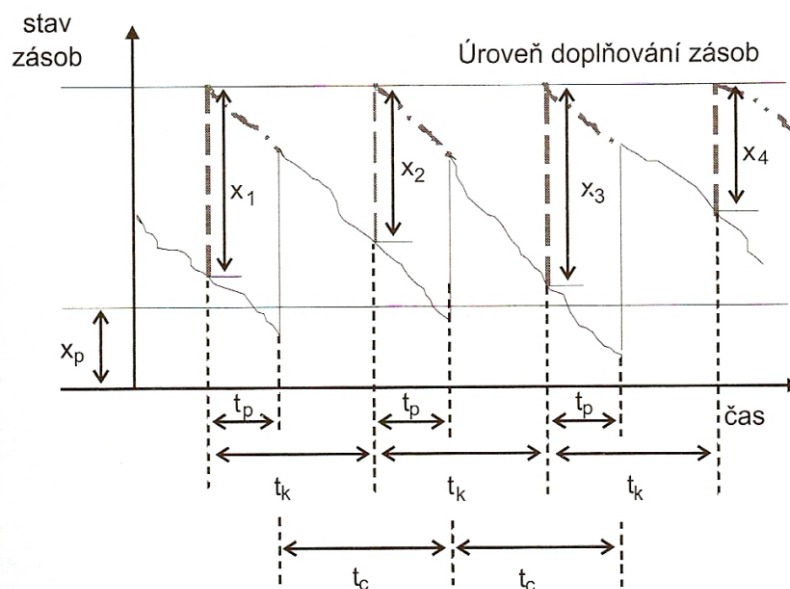 stav
zásob
Úroveň doplňování zásob
x1
x2
x3
x4
xp
tp
tp
tp
čas
tk
tk
tk
tc
tc